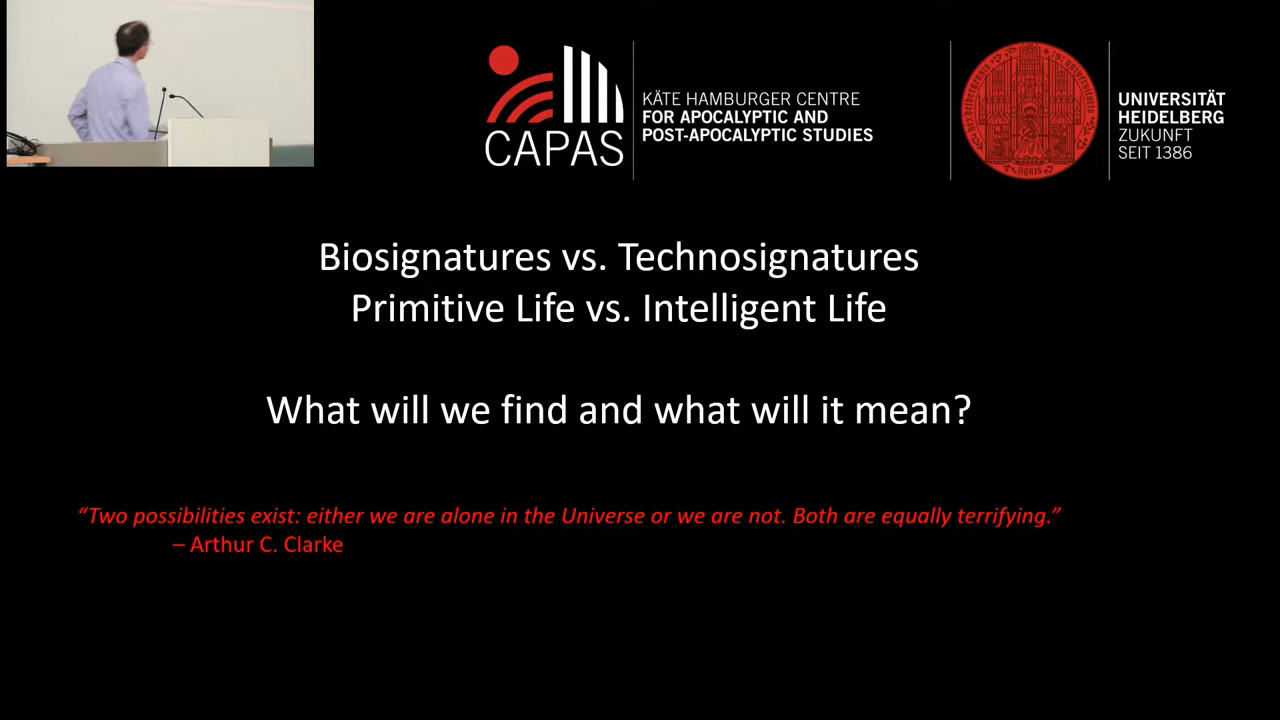 CAPAS
KÄTE HAMBURGER CENTRE
FOR APOCALYPTIC AND
POST-APOCALYPTIC STUDIES
UNIVERSITÄT
HEIDELBERG
ZUKUNFT
SEIT 1386
Biosignatures vs. Technosignatures
Primitive Life vs. Intelligent Life
What will we find and what will it mean?
“Two possibilities exist: either we are alone in the Universe or we are not. Both are equally terrifying.”
– Arthur C. Clarke